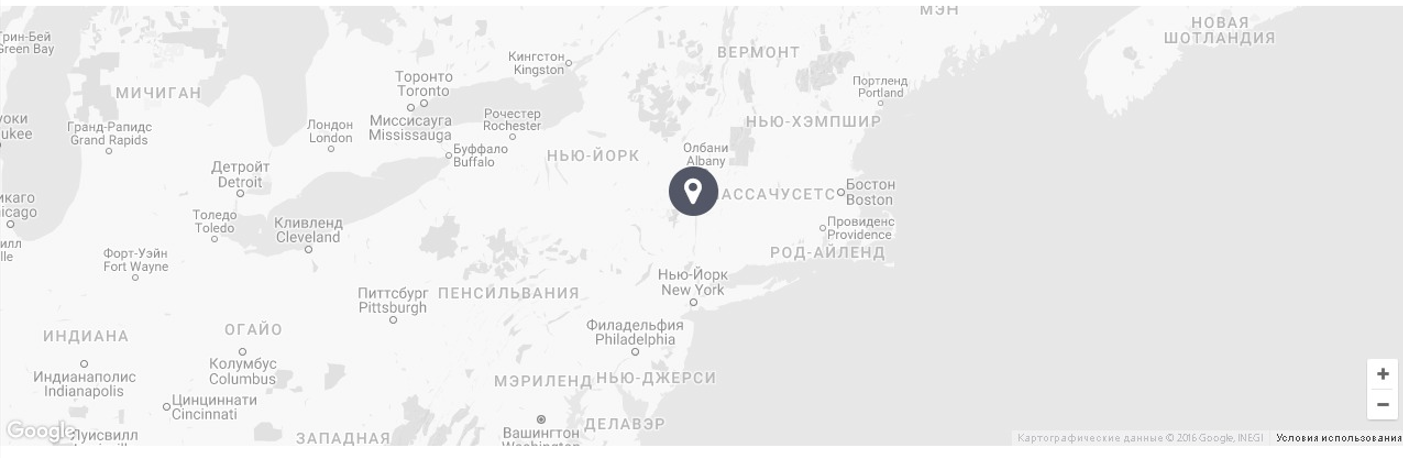 МЭН
НОВАЯ
ШОТЛАНДИЯ
Грин-Бей
Green Bay
Кингстон
Kingston
ВЕРМОНТ
Торонто
Toronto
Портленд
Portland
МИЧИГАН
Миссисауга
Mississauga
Рочестер
Rochester
НЬЮ-ХЭМПШИР
Гранд-Рапидс
Grand Rapids
Лондон
London
уоки
ukee
Буффало
Buffalo
НЬЮ-ЙОРК
Олбани
Albany
Детройт
Detroit
АССАЧУСЕТС
Бостон
Boston
икаго
icago
Толедо
Toledo
Кливленд
Cleveland
Провиденс
Providence
РОД-АЙЛЕНД
илл
lle
Форт-Уэйн
Fort Wayne
Нью-Йорк
New York
Питтсбург
Pittsburgh
ПЕНСИЛЬВАНИЯ
ИНДИАНА
ОГАЙО
Филадельфия
Philadelphia
Колумбус
Columbus
Индианаполис
Indianapolis
МЭРИЛЕНД
НЬЮ-ДЖЕРСИ
Цинциннати
Cincinnati
ДЕЛАВЭР
Вашингтон
Washington
Google
Луисвилл
ЗАПАДНАЯ
+
−
Картографические данные © 2016 Google, INEGI
Условия использования